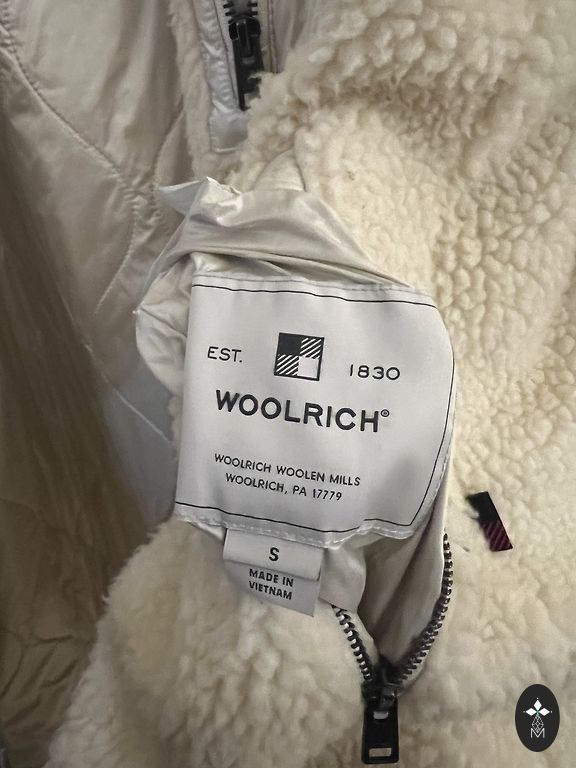 EST. 1830
WOOLRICH®
WOOLRICH WOOLEN MILLS
WOOLRICH, PA 17779
S
MADE IN
VIETNAM
M